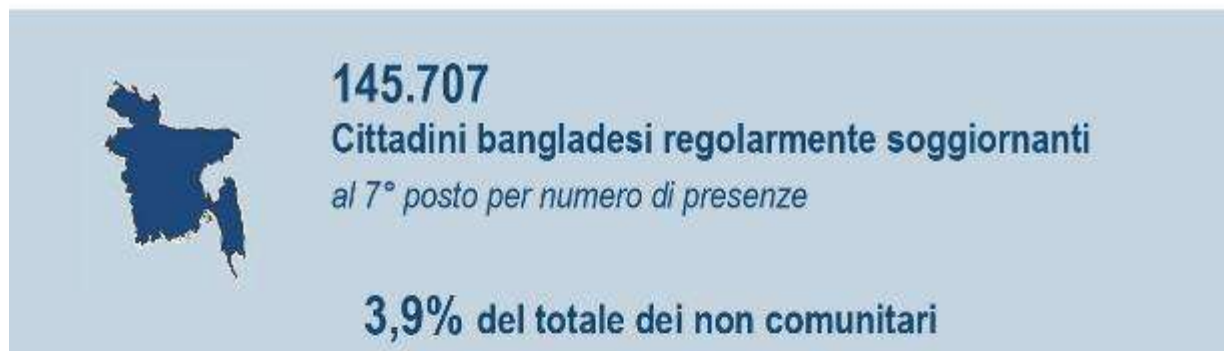 145.707
Cittadini bangladesi regolarmente soggiornanti
al 7° posto per numero di presenze
3,9% del totale dei non comunitari